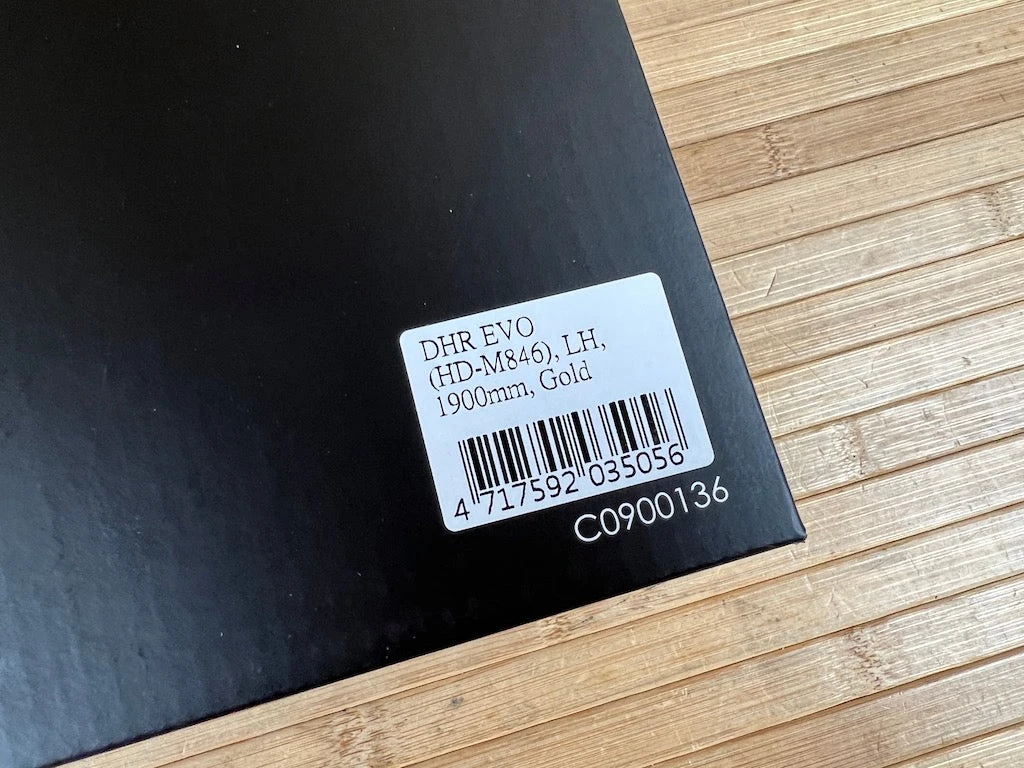 DHR EVO
(HD-M846), LH,
1900mm, Gold
4 717592 035056
C0900136